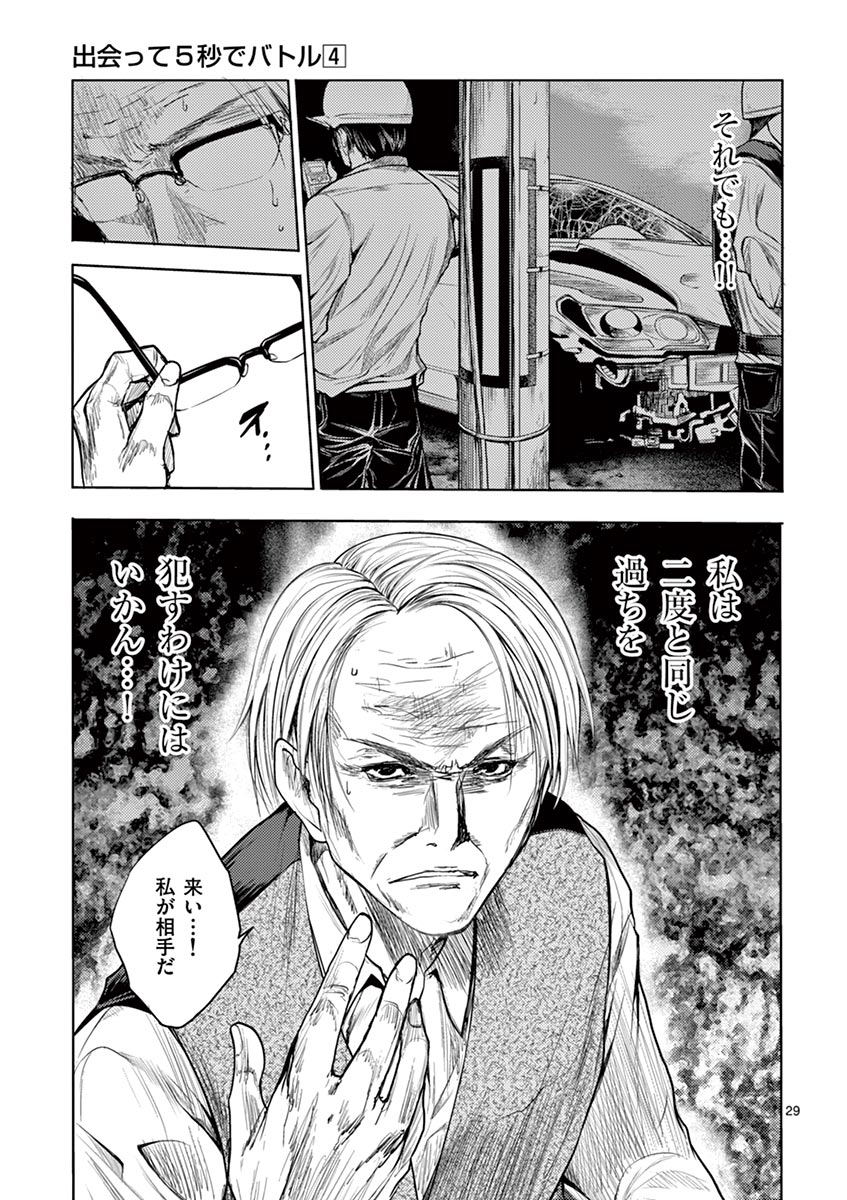 出会って5秒でバトル4
それでも…!!
イ…
私は
二度と同じ
過ちを
犯すわけには
いかん…！
来い…！
私が相手だ
29